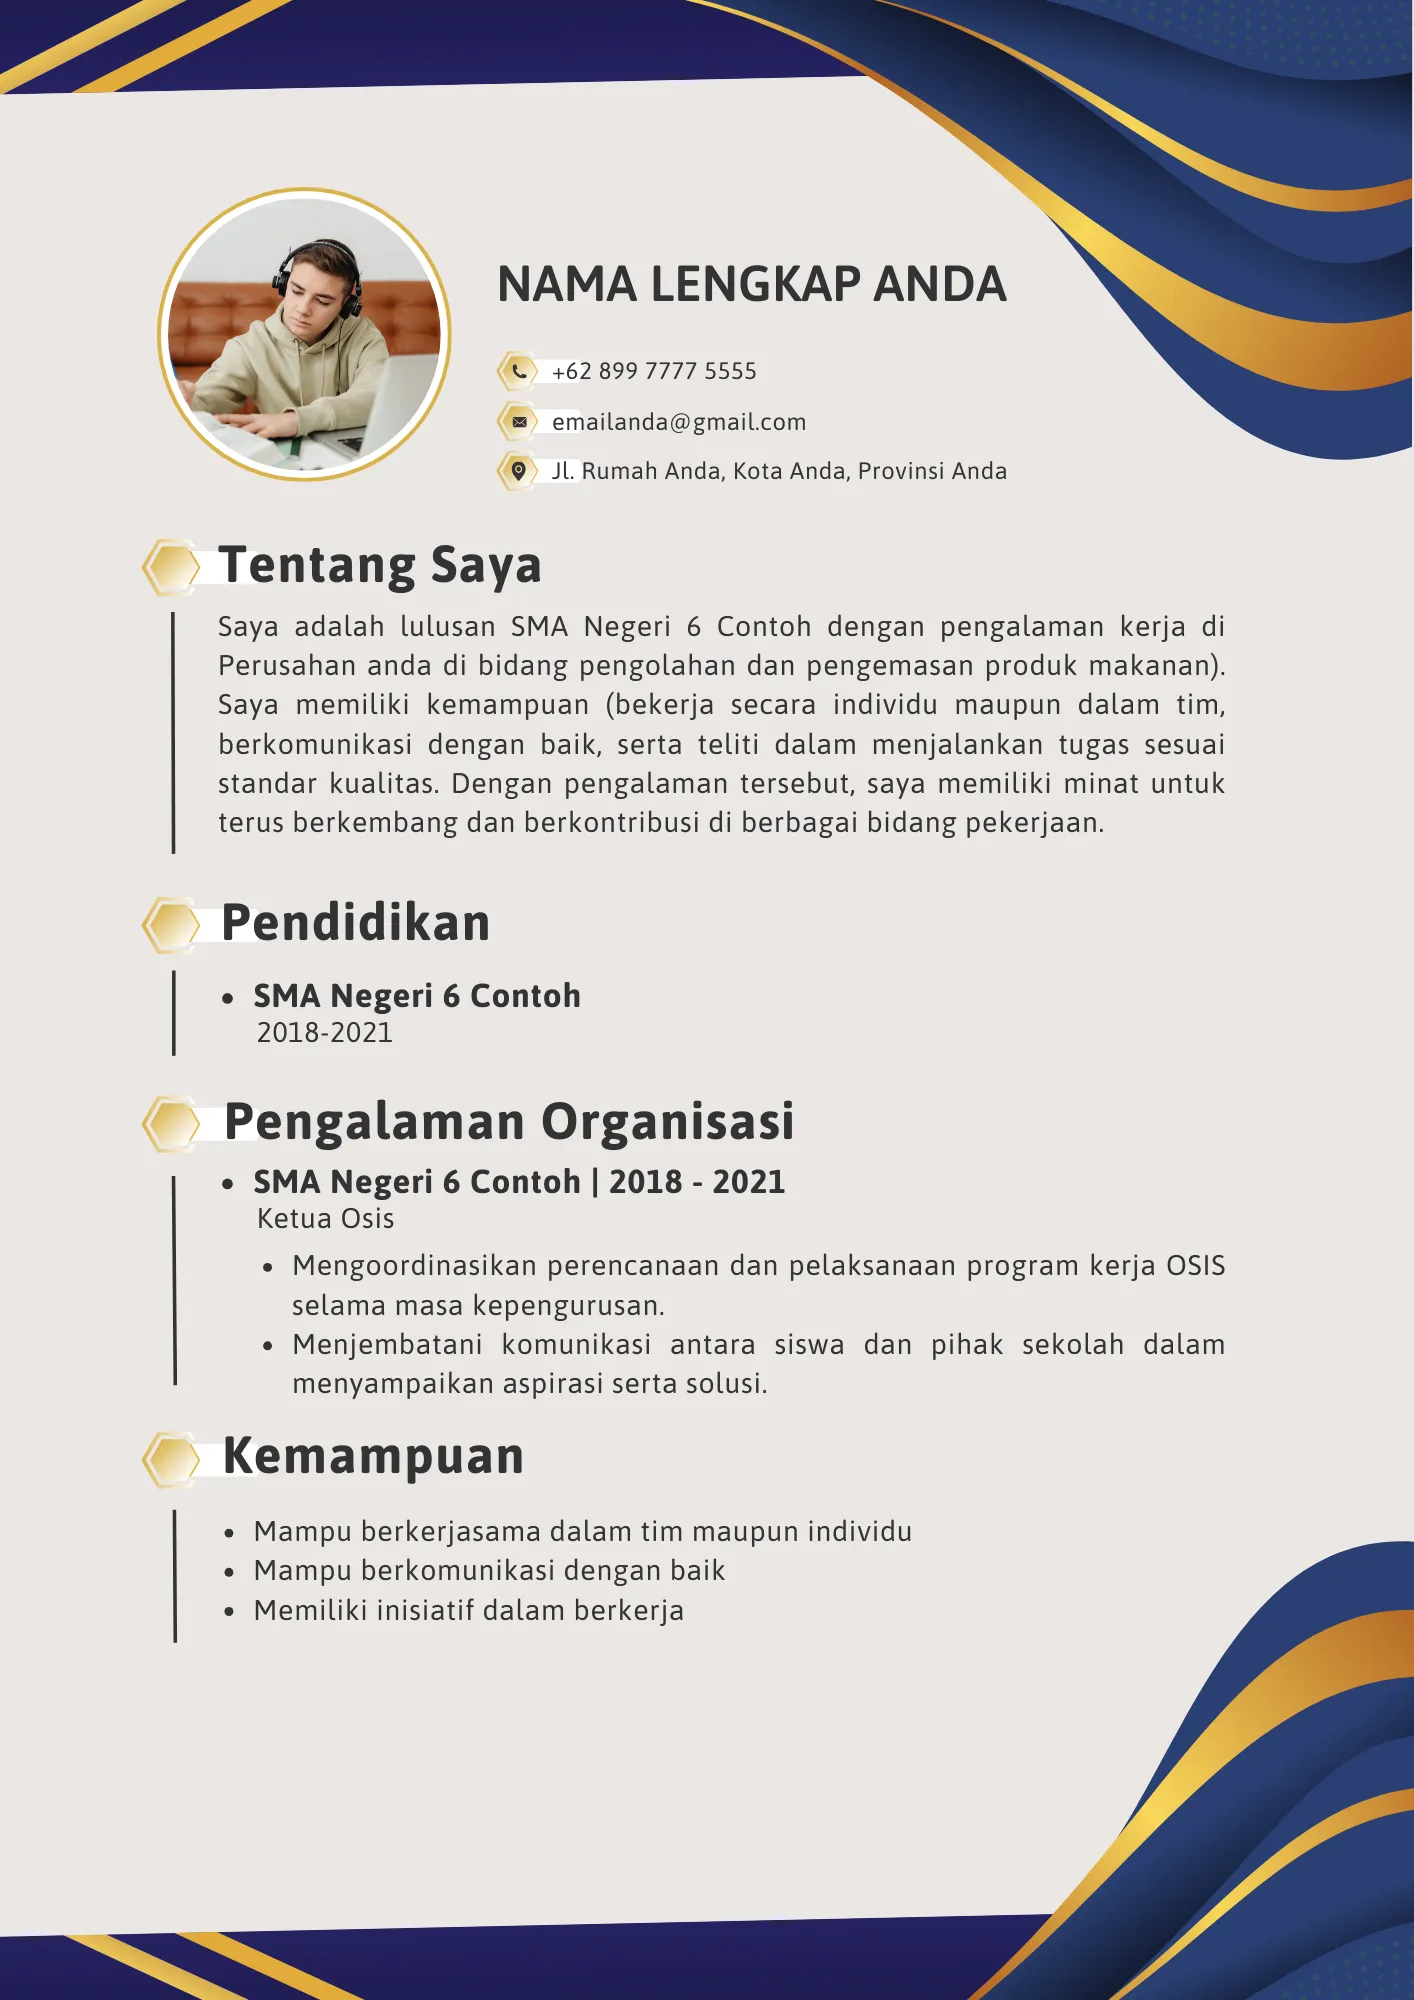 NAMA LENGKAP ANDA
+62 899 7777 5555
emailanda@gmail.com
Jl. Rumah Anda, Kota Anda, Provinsi Anda
Tentang Saya
Saya adalah lulusan SMA Negeri 6 Contoh dengan pengalaman kerja di
Perusahan anda di bidang pengolahan dan pengemasan produk makanan).
Saya memiliki kemampuan (bekerja secara individu maupun dalam tim,
berkomunikasi dengan baik, serta teliti dalam menjalankan tugas sesuai
standar kualitas. Dengan pengalaman tersebut, saya memiliki minat untuk
terus berkembang dan berkontribusi di berbagai bidang pekerjaan.
Pendidikan
• SMA Negeri 6 Contoh
2018-2021
Pengalaman Organisasi
• SMA Negeri 6 Contoh | 2018 - 2021
Ketua Osis
• Mengoordinasikan perencanaan dan pelaksanaan program kerja OSIS
selama masa kepengurusan.
• Menjembatani komunikasi antara siswa dan pihak sekolah dalam
menyampaikan aspirasi serta solusi.
Kemampuan
• Mampu berkerjasama dalam tim maupun individu
• Mampu berkomunikasi dengan baik
• Memiliki inisiatif dalam berkerja